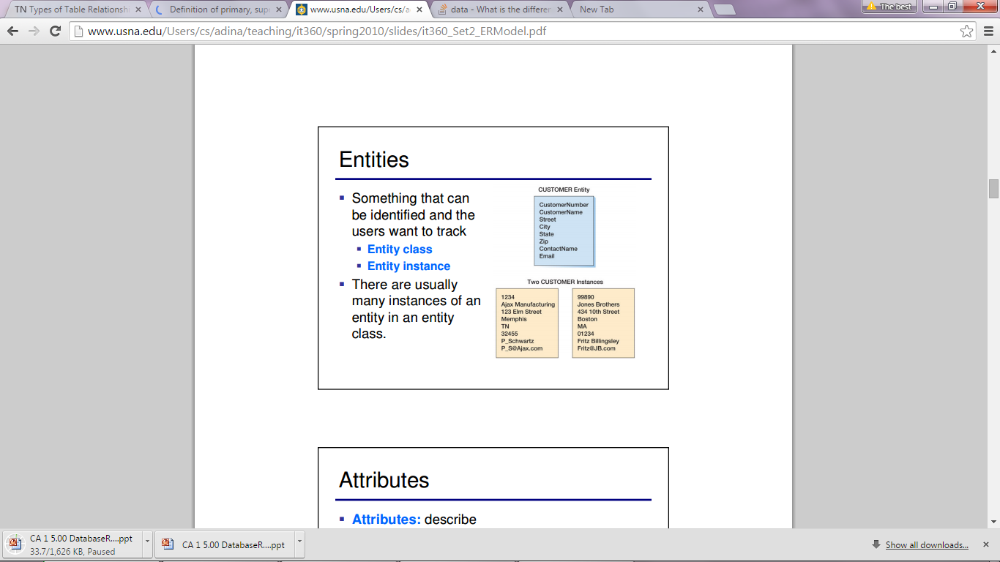 TN Types of Table Relationsh
Definition of primary, supe
www.usna.edu/Users/cs/a
data - What is the differen
New Tab
The best
www.usna.edu/Users/cs/adina/teaching/it360/spring2010/slides/it360_Set2_ERModel.pdf
Entities
Something that can
be identified and the
users want to track
Entity class
Entity instance
There are usually
many instances of an
entity in an entity
class.
CUSTOMER Entity
CustomerNumber
CustomerName
Street
City
State
Zip
ContactName
Email
Two CUSTOMER Instances
1234
Ajax Manufacturing
123 Elm Street
Memphis
TN
32455
P_Schwartz
P_S@Ajax.com
99890
Jones Brothers
434 10th Street
Boston
MA
01234
Fritz Billingsley
Fritz@JB.com
Attributes
Attributes: describe
CA 1 5.00 DatabaseR....ppt
33.7/1,626 KB, Paused
CA 1 5.00 DatabaseR....ppt
Show all downloads...